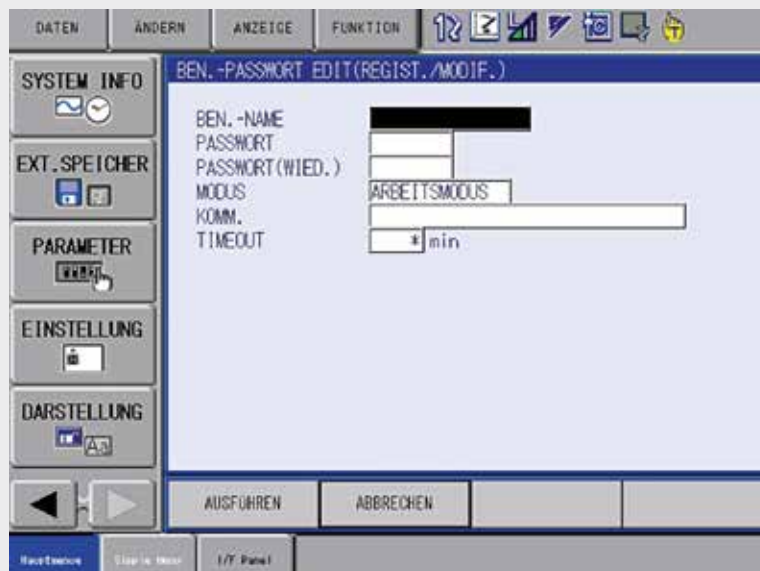 DATEN ÄNDERN ANZEIGE FUNKTION
SYSTEM INFO
EXT.SPEICHER
PARAMETER
EINSTELLUNG
DARSTELLUNG
BEN.-PASSWORT EDIT(REGIST./MODIF.)
BEN.-NAME
PASSWORT
PASSWORT(WIED.)
MODUS ARBEITSMODUS
KOMM.
TIMEOUT * min
AUSFÜHREN ABBRECHEN
Hauptmenue I/F Panel